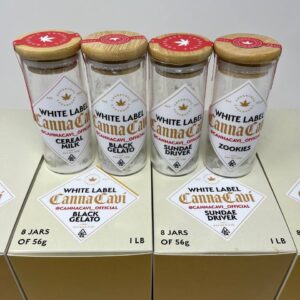 WHITE LABEL
CannaCavi
@CANNACAVI_OFFICIAL
CEREAL
MILK
WHITE LABEL
CannaCavi
@CANNACAVI_OFFICIAL
BLACK
GELATO
WHITE LABEL
CannaCavi
@CANNACAVI_OFFICIAL
SUNDAE
DRIVER
WHITE LABEL
CannaCavi
@CANNACAVI_OFFICIAL
ZOOKIES
WHITE LABEL
CannaCavi
@CANNACAVI_OFFICIAL
BLACK
GELATO
8 JARS
OF 56g
1 LB
WHITE LABEL
CannaCavi
@CANNACAVI_OFFICIAL
SUNDAE
DRIVER
8 JARS
OF 56g
1 LB